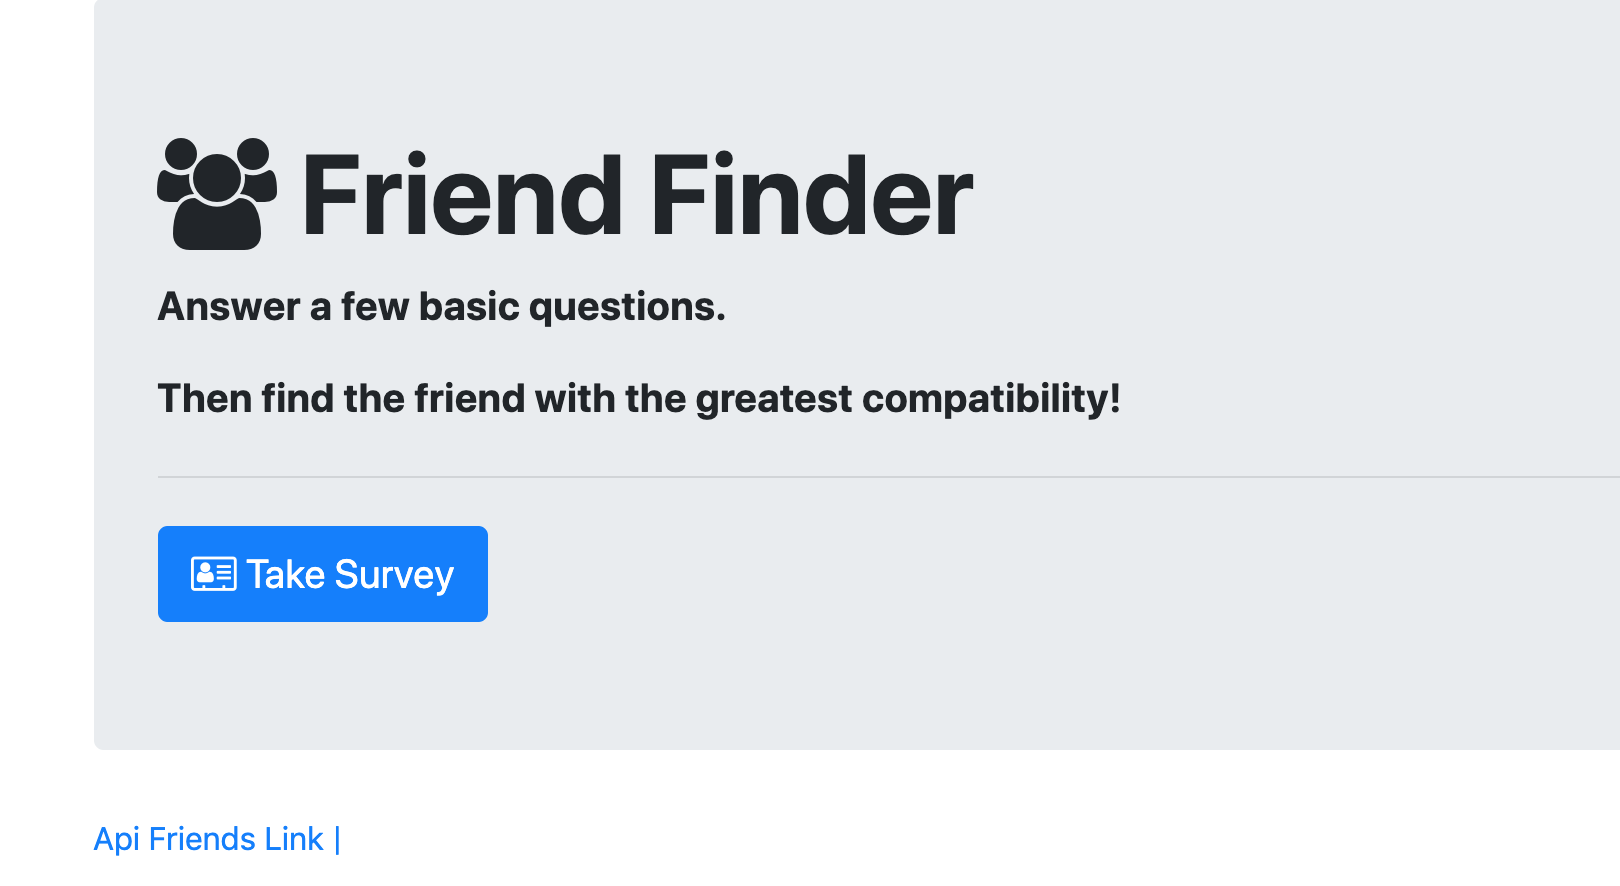 Friend Finder
Answer a few basic questions.
Then find the friend with the greatest compatibility!
Take Survey
Api Friends Link |